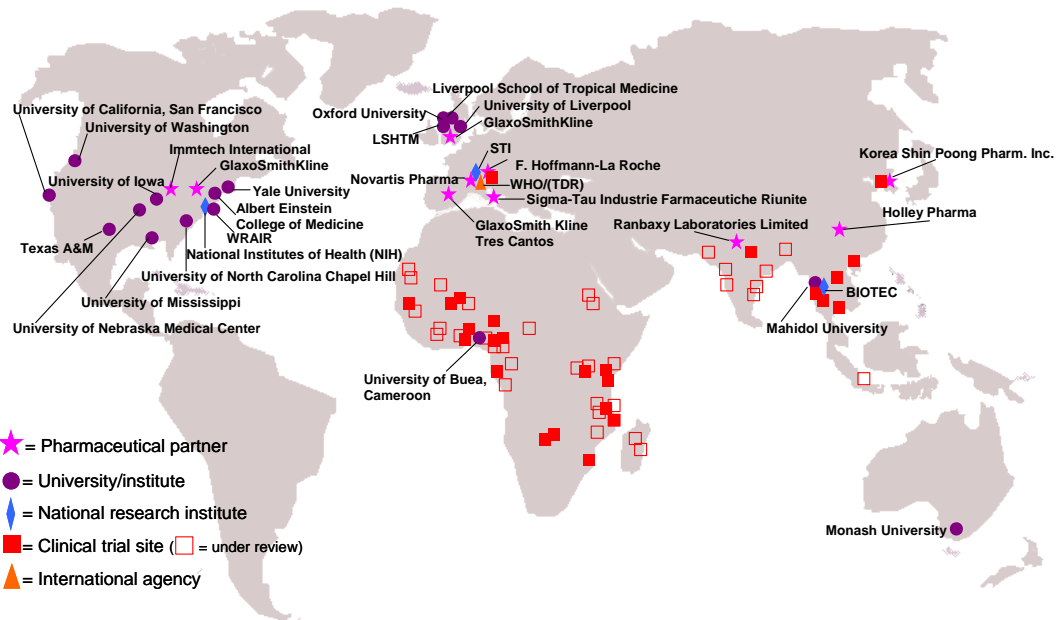 Liverpool School of Tropical Medicine
University of California, San Francisco
Oxford University
University of Liverpool
University of Washington
GlaxoSmithKline
LSHTM
Immtech International
STI
Korea Shin Poong Pharm. Inc.
GlaxoSmithKline
F. Hoffmann-La Roche
University of Iowa
Novartis Pharma
WHO/(TDR)
Yale University
Sigma-Tau Industrie Farmaceutiche Riunite
Albert Einstein
College of Medicine
Holley Pharma
GlaxoSmith Kline
Tres Cantos
Ranbaxy Laboratories Limited
WRAIR
Texas A&M
National Institutes of Health (NIH)
University of North Carolina Chapel Hill
BIOTEC
University of Mississippi
University of Nebraska Medical Center
Mahidol University
University of Buea,
Cameroon
= Pharmaceutical partner
= University/institute
= National research institute
= Clinical trial site ( = under review)
= International agency
Monash University